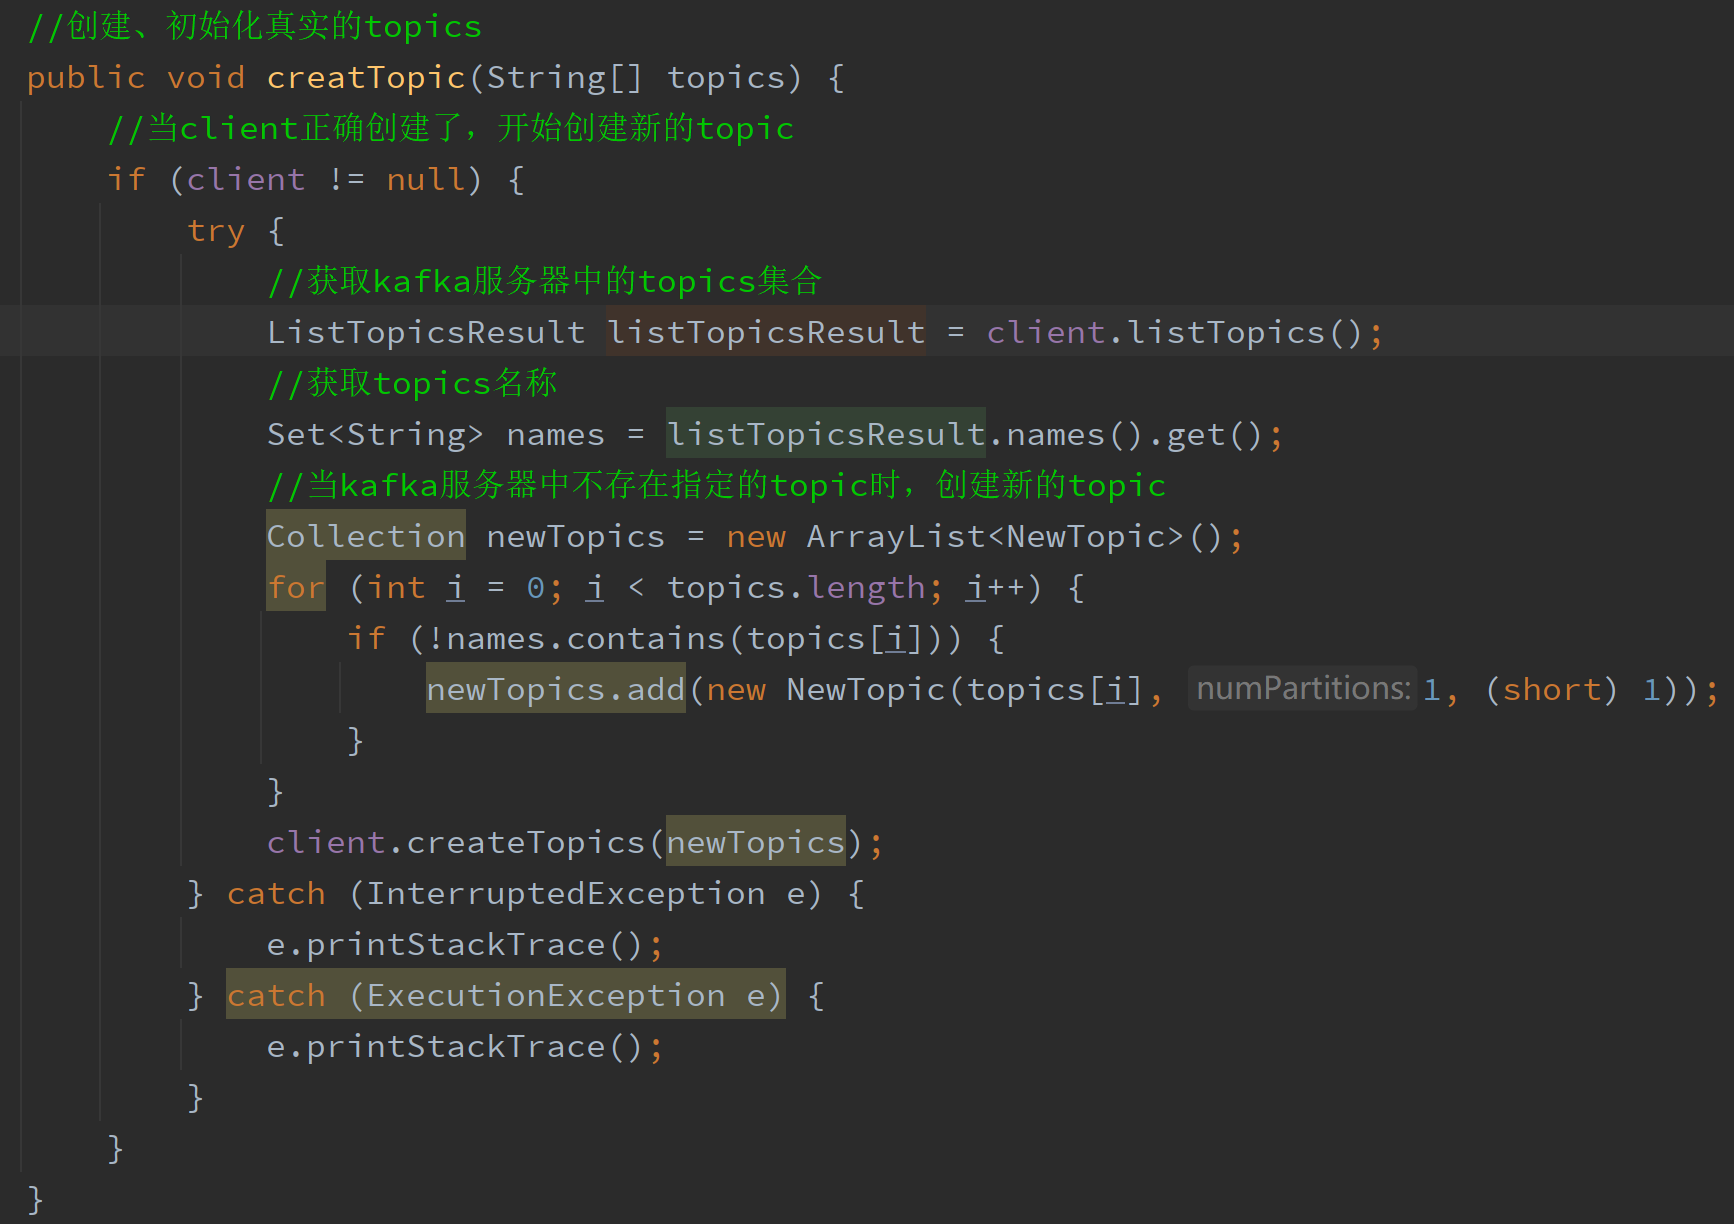 //创建、初始化真实的topics
public void creatTopic(String[] topics) {
//当client正确创建了，开始创建新的topic
if (client != null) {
try {
//获取kafka服务器中的topics集合
ListTopicsResult listTopicsResult = client.listTopics();
//获取topics名称
Set<String> names = listTopicsResult.names().get();
//当kafka服务器中不存在指定的topic时，创建新的topic
Collection newTopics = new ArrayList<NewTopic>();
for (int i = 0; i < topics.length; i++) {
if (!names.contains(topics[i])) {
newTopics.add(new NewTopic(topics[i], numPartitions: 1, (short) 1));
}
}
client.createTopics(newTopics);
} catch (InterruptedException e) {
e.printStackTrace();
} catch (ExecutionException e) {
e.printStackTrace();
}
}
}